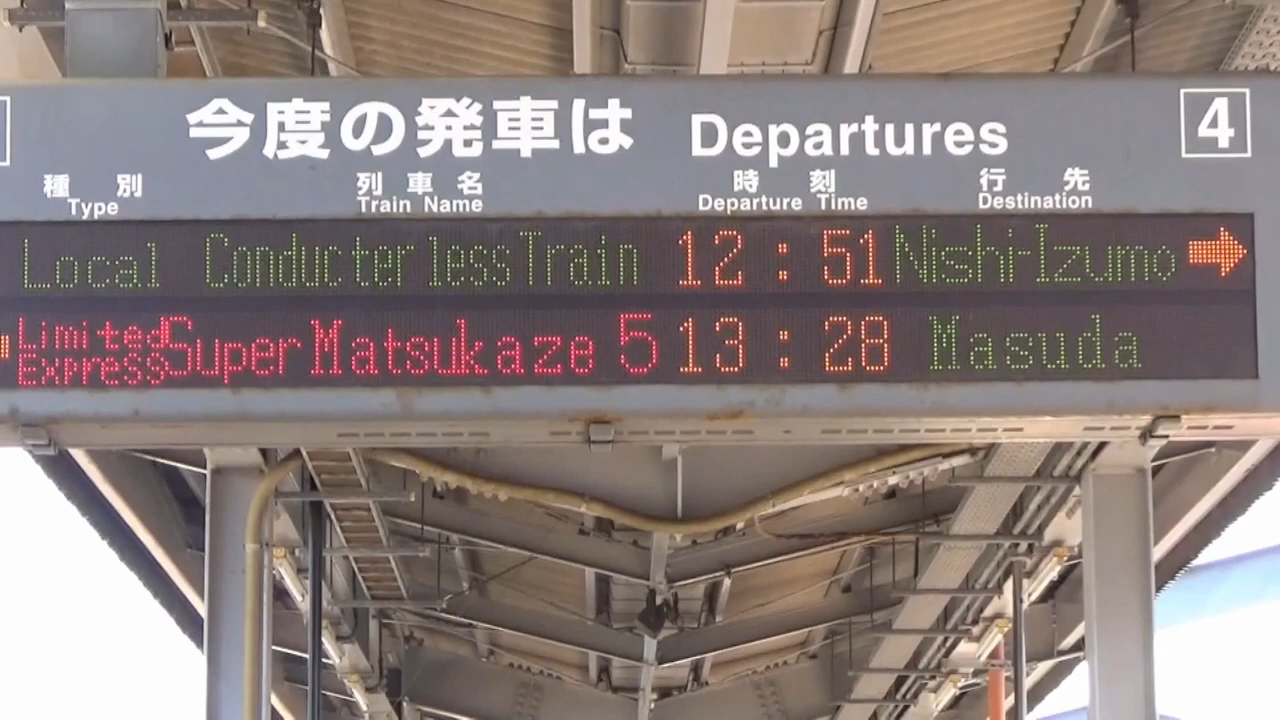 今度の発車は Departures 4
種別 列車名 時刻 行先
Type Train Name Departure Time Destination
Local Conducterless Train 12:51 Nishi-Izumo →
Limited Express Super Matsukaze 5 13:28 Masuda